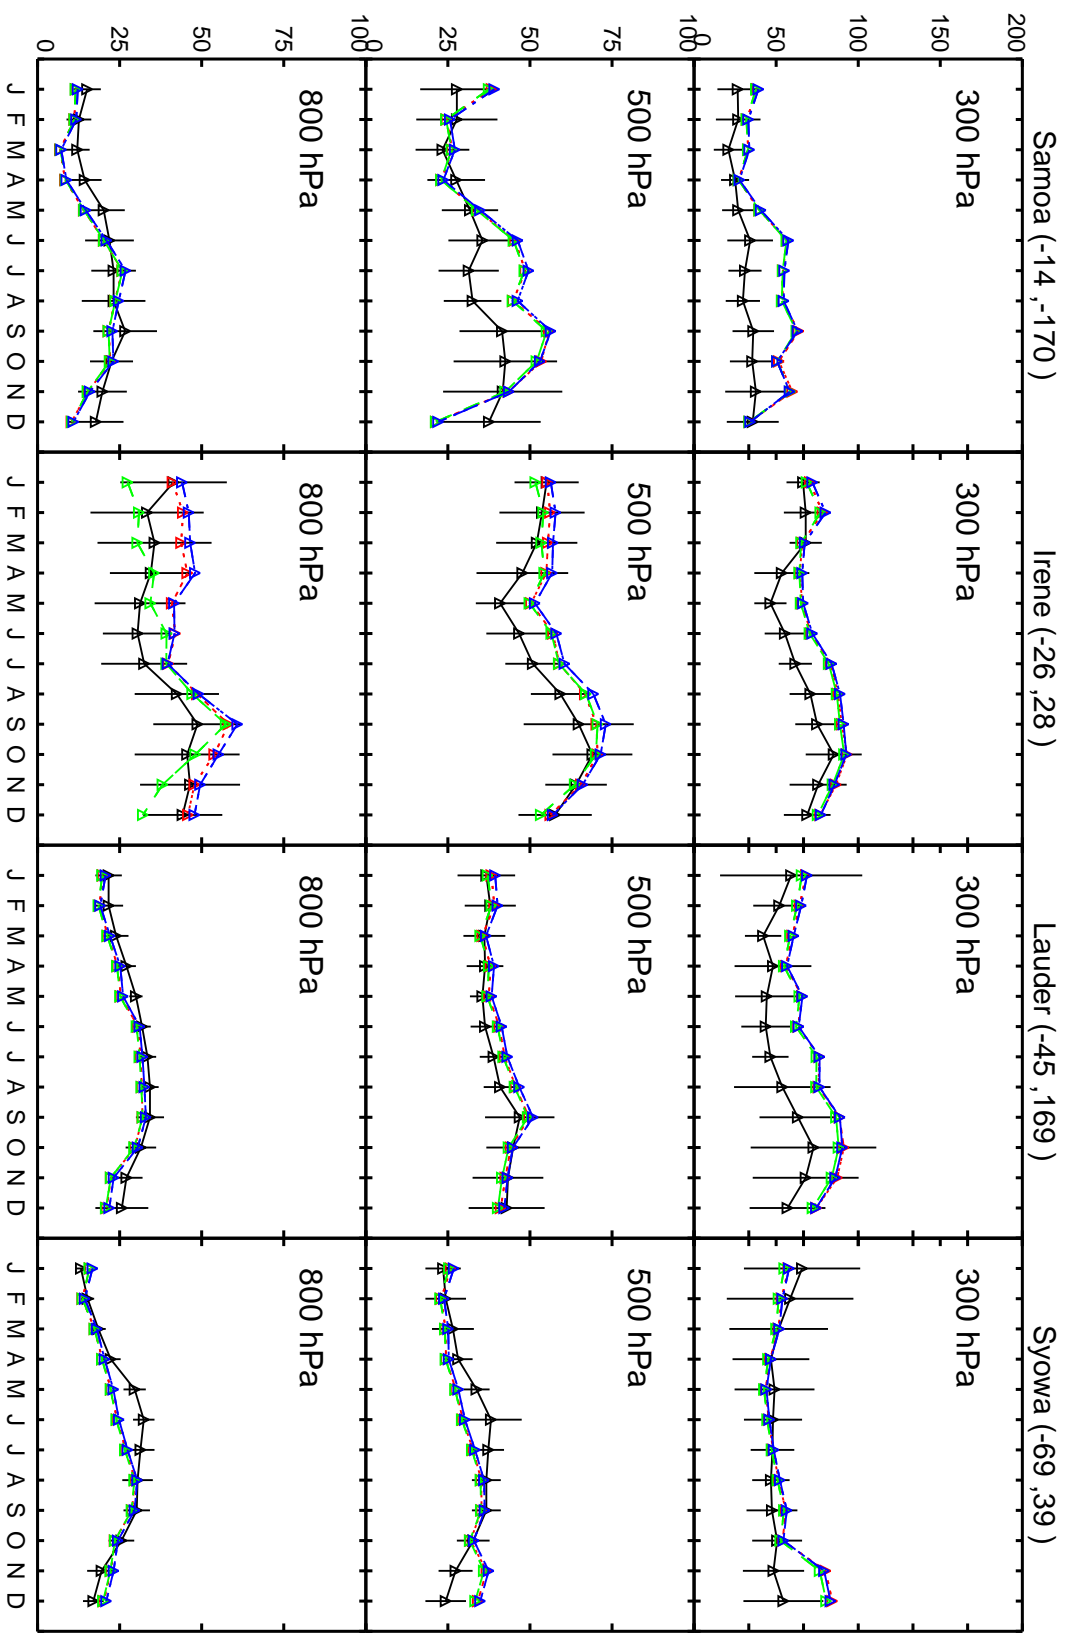 Samoa (-14 ,-170 )
Irene (-26 ,28 )
Lauder (-45 ,169 )
Syowa (-69 ,39 )
200
150
100
50
0
300 hPa
300 hPa
300 hPa
300 hPa
100
75
50
25
0
500 hPa
500 hPa
500 hPa
500 hPa
100
75
50
25
0
800 hPa
800 hPa
800 hPa
800 hPa
J F M A M J J A S O N D
J F M A M J J A S O N D
J F M A M J J A S O N D
J F M A M J J A S O N D